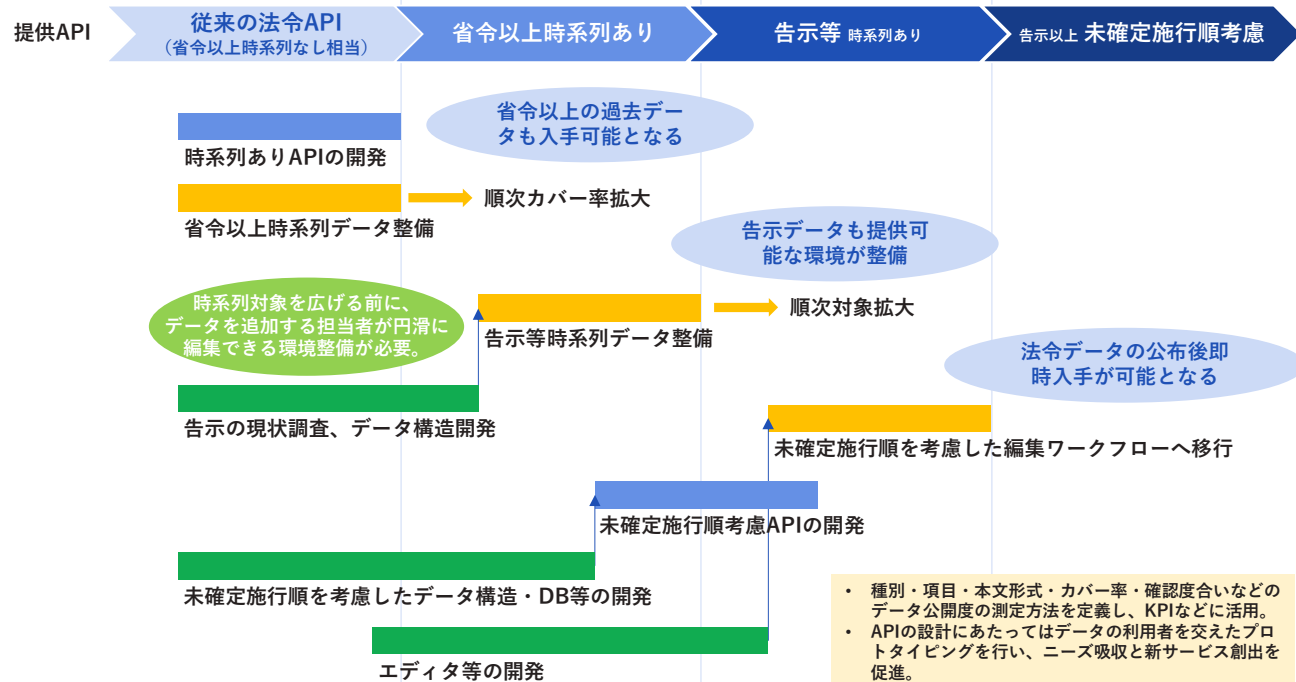 提供API
従来の法令API
（省令以上時系列なし相当）
省令以上時系列あり
告示等 時系列あり
告示以上 未確定施行順考慮
省令以上の過去デー
タも入手可能となる
時系列ありAPIの開発
順次カバー率拡大
省令以上時系列データ整備
告示データも提供可
能な環境が整備
時系列対象を広げる前に、
データを追加する担当者が円滑に
編集できる環境整備が必要。
順次対象拡大
告示等時系列データ整備
法令データの公布後即
時入手が可能となる
告示の現状調査、データ構造開発
未確定施行順を考慮した編集ワークフローへ移行
未確定施行順考慮APIの開発
未確定施行順を考慮したデータ構造・DB等の開発
エディタ等の開発
• 種別・項目・本文形式・カバー率・確認度合いなどの
データ公開度の測定方法を定義し、KPIなどに活用。
• APIの設計にあたってはデータの利用者を交えたプロ
トタイピングを行い、ニーズ吸収と新サービス創出を
促進。